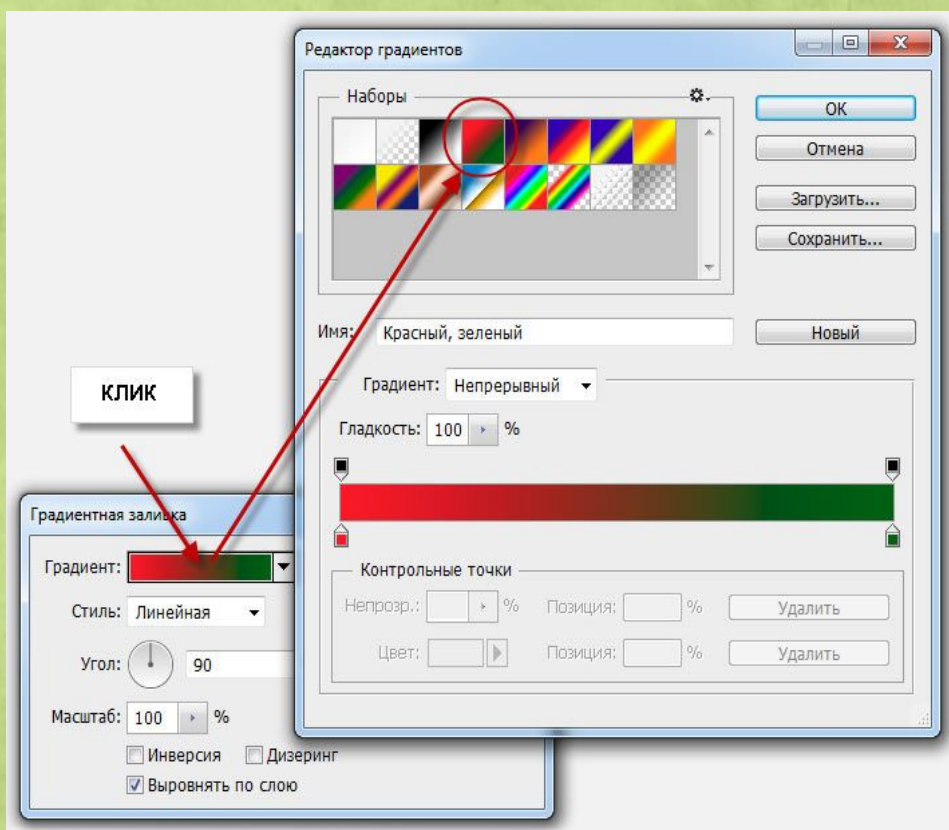 Редактор градиентов
Наборы
ОК
Отмена
Загрузить...
Сохранить...
Имя: Красный, зеленый
Новый
Градиент: Непрерывный
Гладкость: 100 %
Контрольные точки
Непрозр.: % Позиция: % Удалить
Цвет: Позиция: % Удалить
КЛИК
Градиентная заливка
Градиент:
Стиль: Линейная
Угол: 90
Масштаб: 100 %
Инверсия Дизеринг
Выровнять по слою